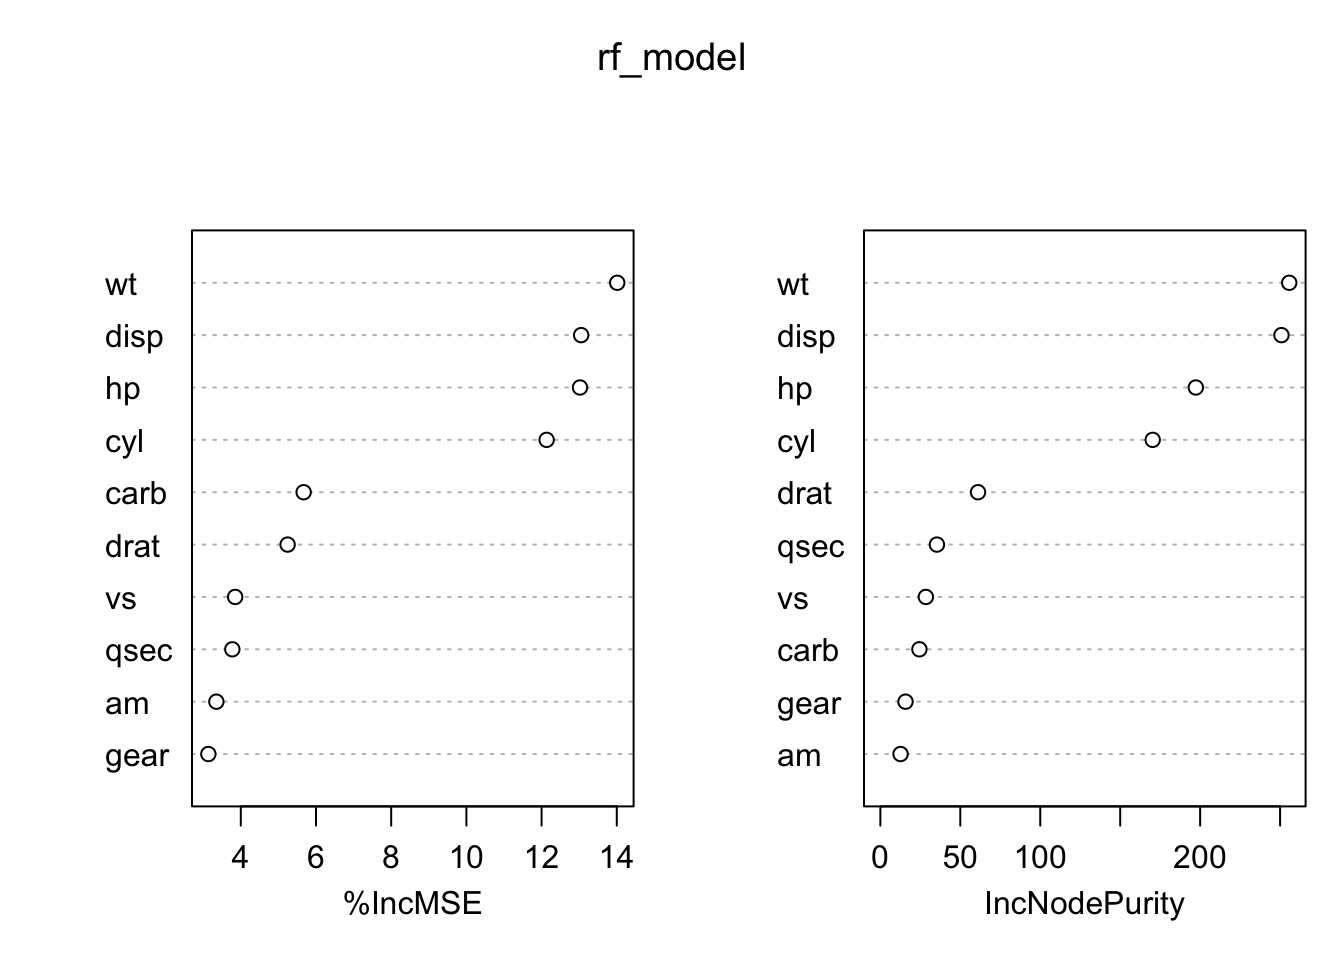 rf_model
wt
disp
hp
cyl
carb
drat
vs
qsec
am
gear
4 6 8 10 12 14
%IncMSE
wt
disp
hp
cyl
drat
qsec
vs
carb
gear
am
0 50 100 200
IncNodePurity